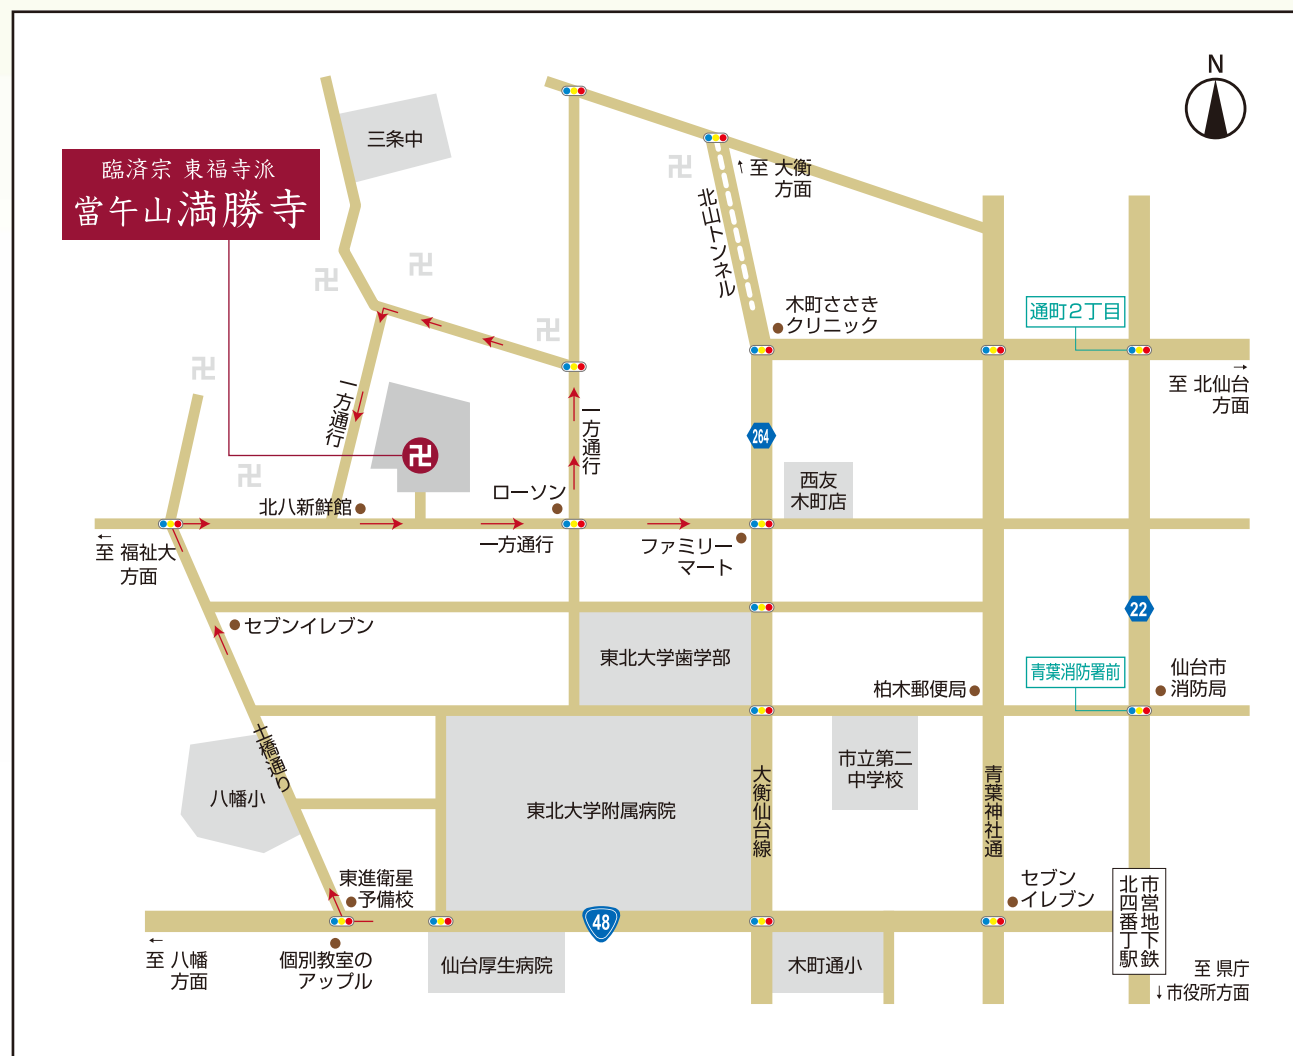 N
三条中
臨済宗 東福寺派
當午山満勝寺
↑至 大衡
方面
北山トンネル
木町ささき
クリニック
通町2丁目
→
至 北仙台
方面
一方通行
一方通行
264
西友
木町店
北八新鮮館
ローソン
一方通行
ファミリー
マート
←
至 福祉大
方面
22
セブンイレブン
東北大学歯学部
柏木郵便局
青葉消防署前
仙台市
消防局
土橋通り
八幡小
東北大学附属病院
大衡仙台線
市立第二
中学校
青葉神社通
東進衛星
予備校
セブン
イレブン
市営地下鉄
北四番丁駅
48
←
至 八幡
方面
個別教室の
アップル
仙台厚生病院
木町通小
至 県庁
↓市役所方面